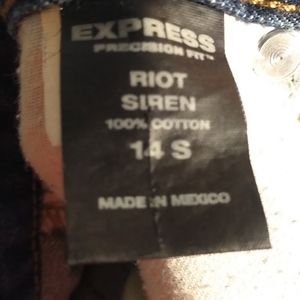 EXPRESS
PRECISION FIT™
RIOT
SIREN
100% COTTON
14 S
MADE IN MEXICO